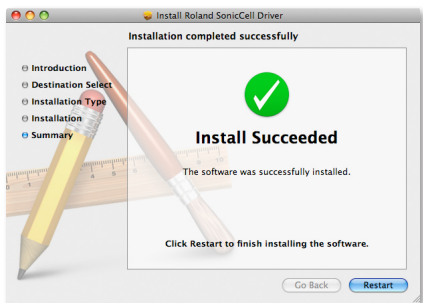 Install Roland SonicCell Driver
Installation completed successfully
Introduction
Destination Select
Installation Type
Installation
Summary
Install Succeeded
The software was successfully installed.
Click Restart to finish installing the software.
Go Back
Restart